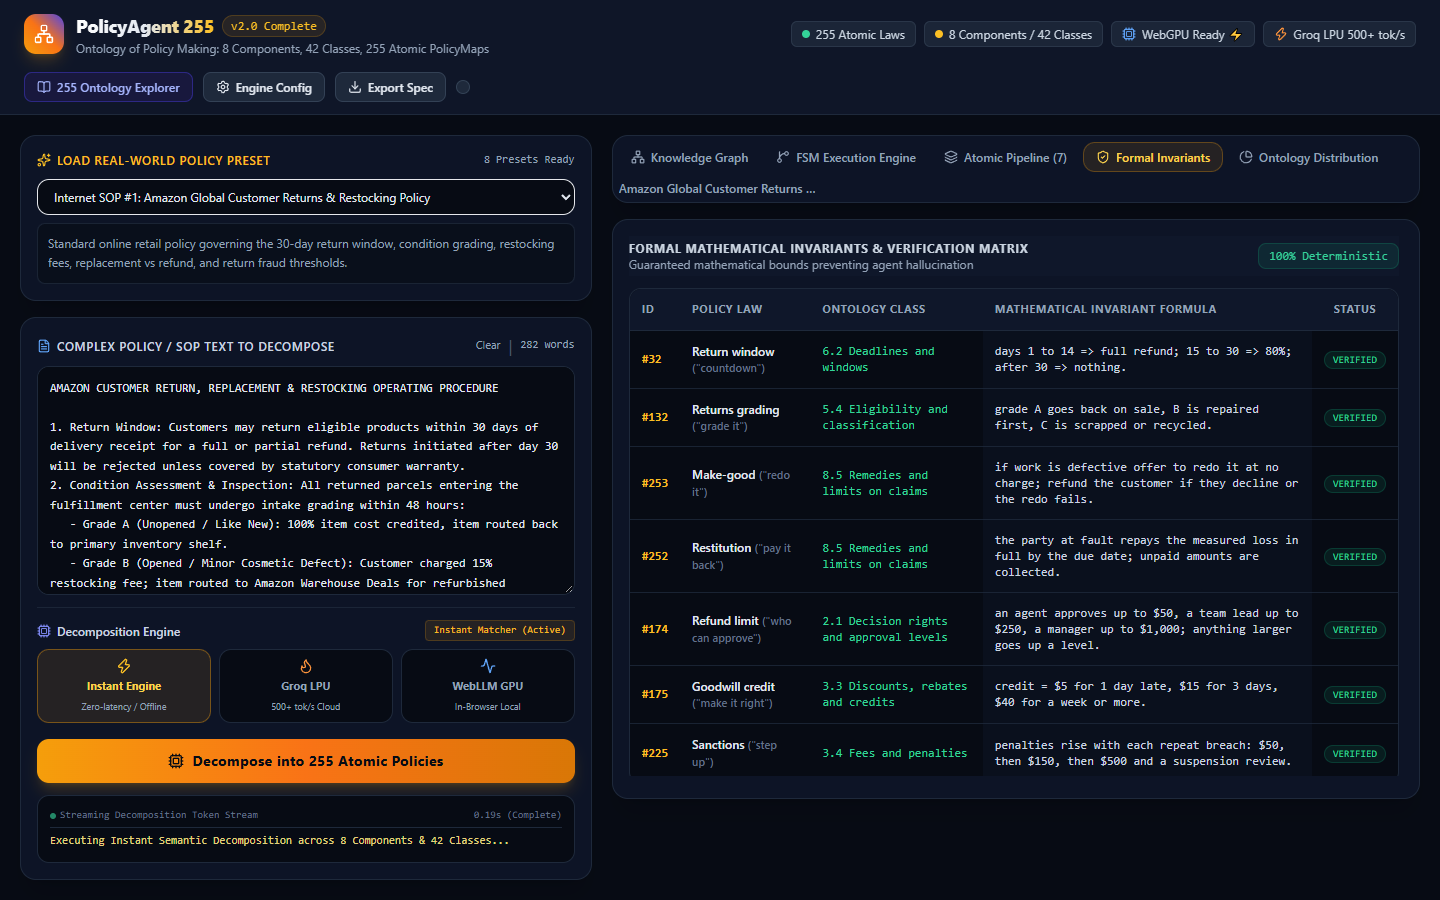 PolicyAgent 255
v2.0 Complete
Ontology of Policy Making: 8 Components, 42 Classes, 255 Atomic PolicyMaps
255 Atomic Laws
8 Components / 42 Classes
WebGPU Ready ⚡
Groq LPU 500+ tok/s
255 Ontology Explorer
Engine Config
Export Spec
LOAD REAL-WORLD POLICY PRESET
8 Presets Ready
Internet SOP #1: Amazon Global Customer Returns & Restocking Policy
Standard online retail policy governing the 30-day return window, condition grading, restocking
fees, replacement vs refund, and return fraud thresholds.
COMPLEX POLICY / SOP TEXT TO DECOMPOSE
Clear
282 words
AMAZON CUSTOMER RETURN, REPLACEMENT & RESTOCKING OPERATING PROCEDURE
1. Return Window: Customers may return eligible products within 30 days of
delivery receipt for a full or partial refund. Returns initiated after day 30
will be rejected unless covered by statutory consumer warranty.
2. Condition Assessment & Inspection: All returned parcels entering the
fulfillment center must undergo intake grading within 48 hours:
- Grade A (Unopened / Like New): 100% item cost credited, item routed back
to primary inventory shelf.
- Grade B (Opened / Minor Cosmetic Defect): Customer charged 15%
restocking fee; item routed to Amazon Warehouse Deals for refurbished
Decomposition Engine
Instant Matcher (Active)
Instant Engine
Zero-latency / Offline
Groq LPU
500+ tok/s Cloud
WebLLM GPU
In-Browser Local
Decompose into 255 Atomic Policies
Streaming Decomposition Token Stream
0.19s (Complete)
Executing Instant Semantic Decomposition across 8 Components & 42 Classes...
Knowledge Graph
FSM Execution Engine
Atomic Pipeline (7)
Formal Invariants
Ontology Distribution
Amazon Global Customer Returns ...
FORMAL MATHEMATICAL INVARIANTS & VERIFICATION MATRIX
Guaranteed mathematical bounds preventing agent hallucination
100% Deterministic
ID
POLICY LAW
ONTOLOGY CLASS
MATHEMATICAL INVARIANT FORMULA
STATUS
#32
Return window
("countdown")
6.2 Deadlines and
windows
days 1 to 14 => full refund; 15 to 30 => 80%;
after 30 => nothing.
VERIFIED
#132
Returns grading
("grade it")
5.4 Eligibility and
classification
grade A goes back on sale, B is repaired
first, C is scrapped or recycled.
VERIFIED
#253
Make-good ("redo
it")
8.5 Remedies and
limits on claims
if work is defective offer to redo it at no
charge; refund the customer if they decline or
the redo fails.
VERIFIED
#252
Restitution ("pay it
back")
8.5 Remedies and
limits on claims
the party at fault repays the measured loss in
full by the due date; unpaid amounts are
collected.
VERIFIED
#174
Refund limit ("who
can approve")
2.1 Decision rights
and approval levels
an agent approves up to $50, a team lead up to
$250, a manager up to $1,000; anything larger
goes up a level.
VERIFIED
#175
Goodwill credit
("make it right")
3.3 Discounts, rebates
and credits
credit = $5 for 1 day late, $15 for 3 days,
$40 for a week or more.
VERIFIED
#225
Sanctions ("step
up")
3.4 Fees and penalties
penalties rise with each repeat breach: $50,
then $150, then $500 and a suspension review.
VERIFIED